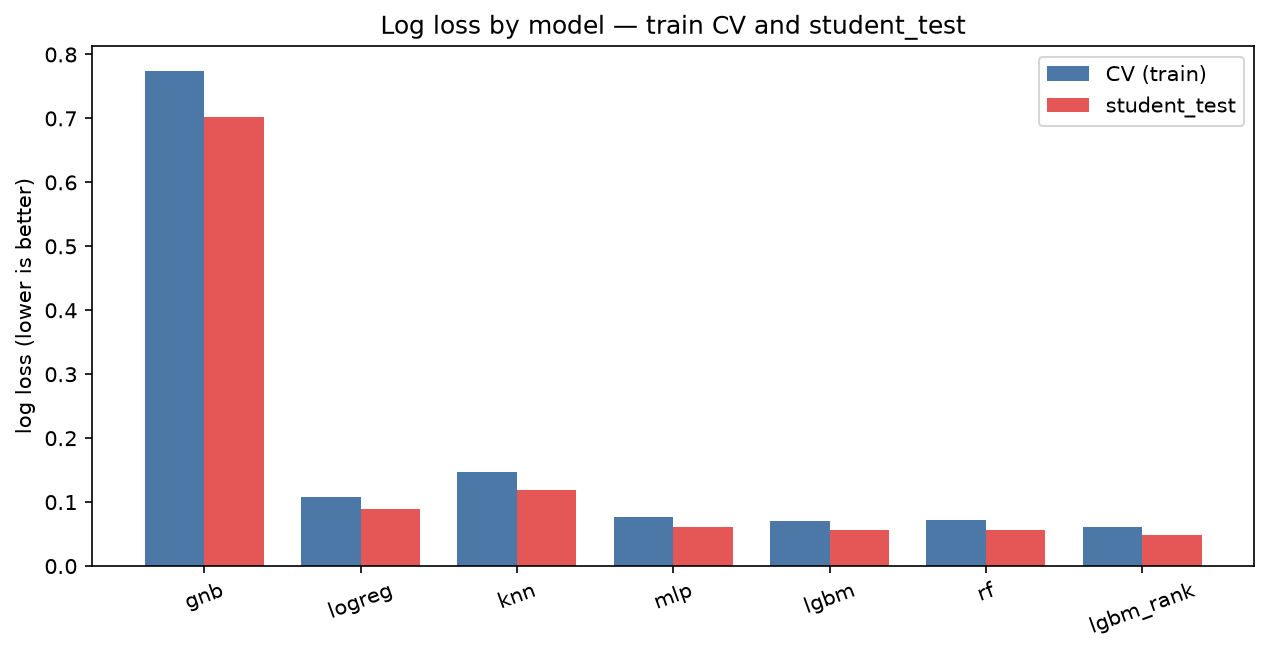 Log loss by model — train CV and student_test
CV (train)
student_test
log loss (lower is better)
0.8
0.7
0.6
0.5
0.4
0.3
0.2
0.1
0.0
gnb
logreg
knn
mlp
lgbm
rf
lgbm_rank